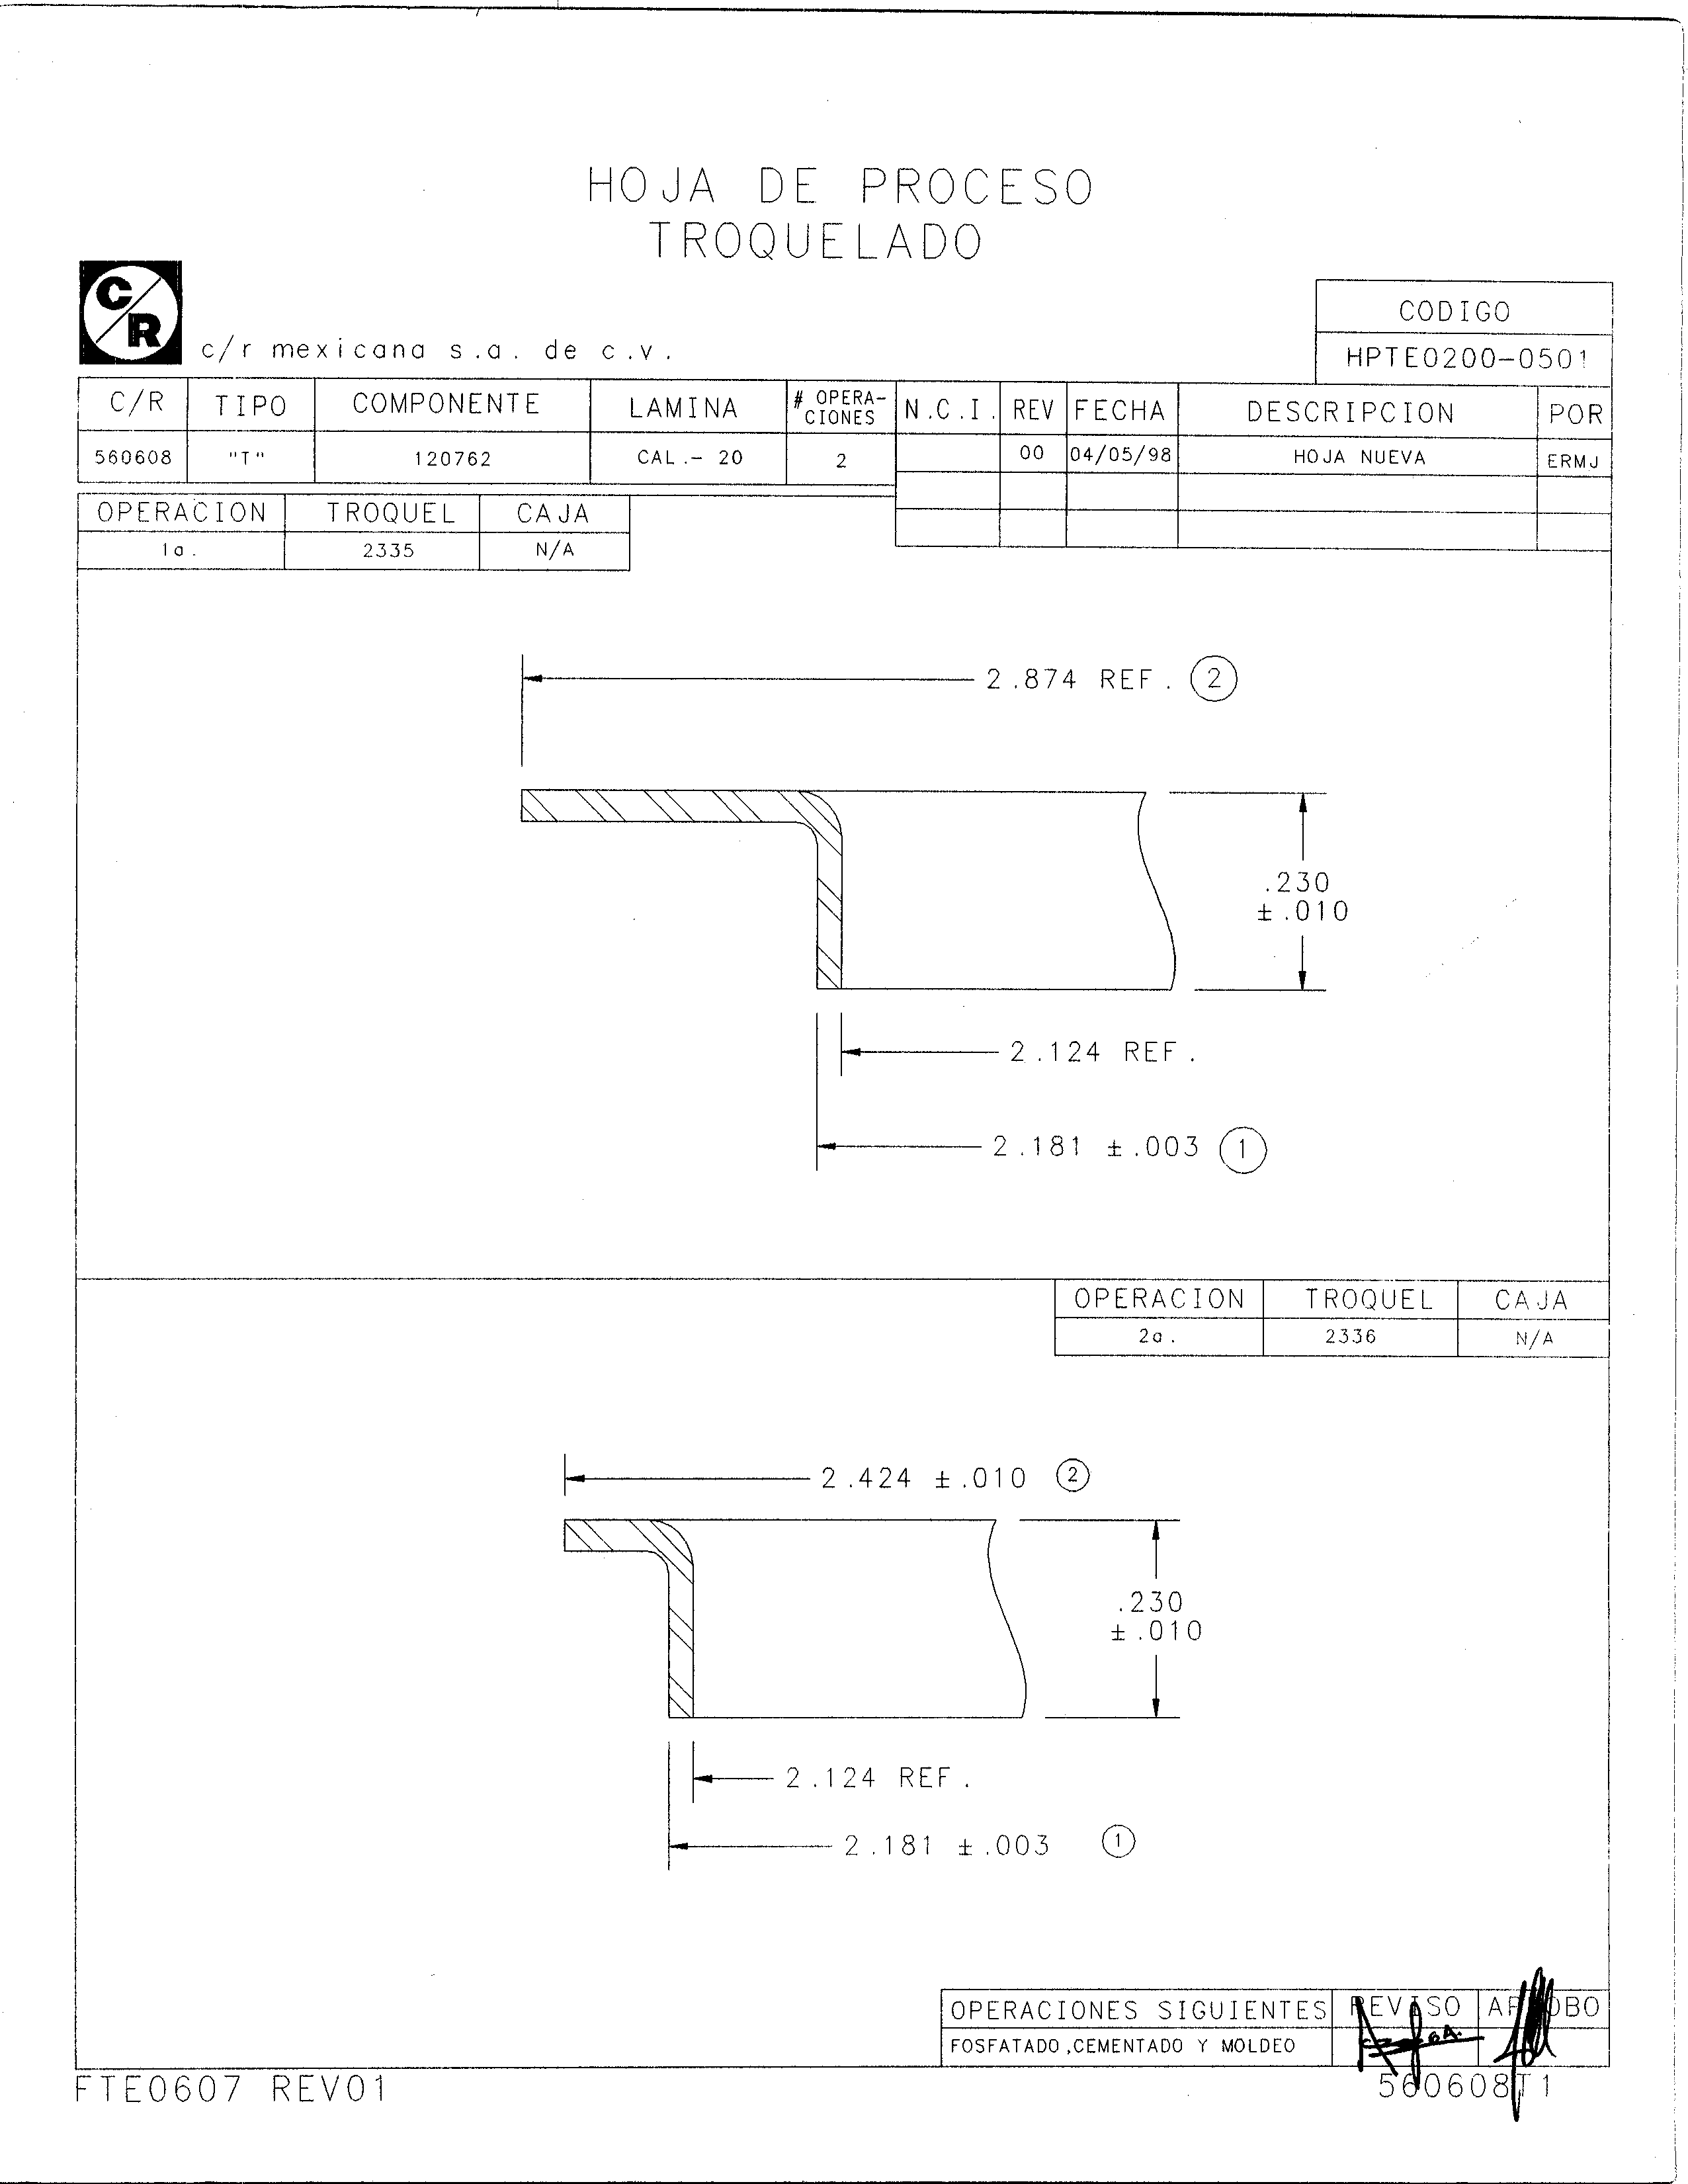 HOJA DE PROCESO
TROQUELADO
C/R
c/r mexicana s.a. de c.v.
CODIGO
HPTE0200-0501
C/R TIPO COMPONENTE LAMINA # OPERA-CIONES N.C.I. REV FECHA DESCRIPCION POR
560608 "T" 120762 CAL.- 20 2 00 04/05/98 HOJA NUEVA ERMJ
OPERACION TROQUEL CAJA
1a. 2335 N/A
2.874 REF. 2
.230
±.010
2.124 REF.
2.181 ±.003 1
OPERACION TROQUEL CAJA
2a. 2336 N/A
2.424 ±.010 2
.230
±.010
2.124 REF.
2.181 ±.003 1
OPERACIONES SIGUIENTES REVISO APROBO
FOSFATADO,CEMENTADO Y MOLDEO
FTE0607 REV01
560608T1